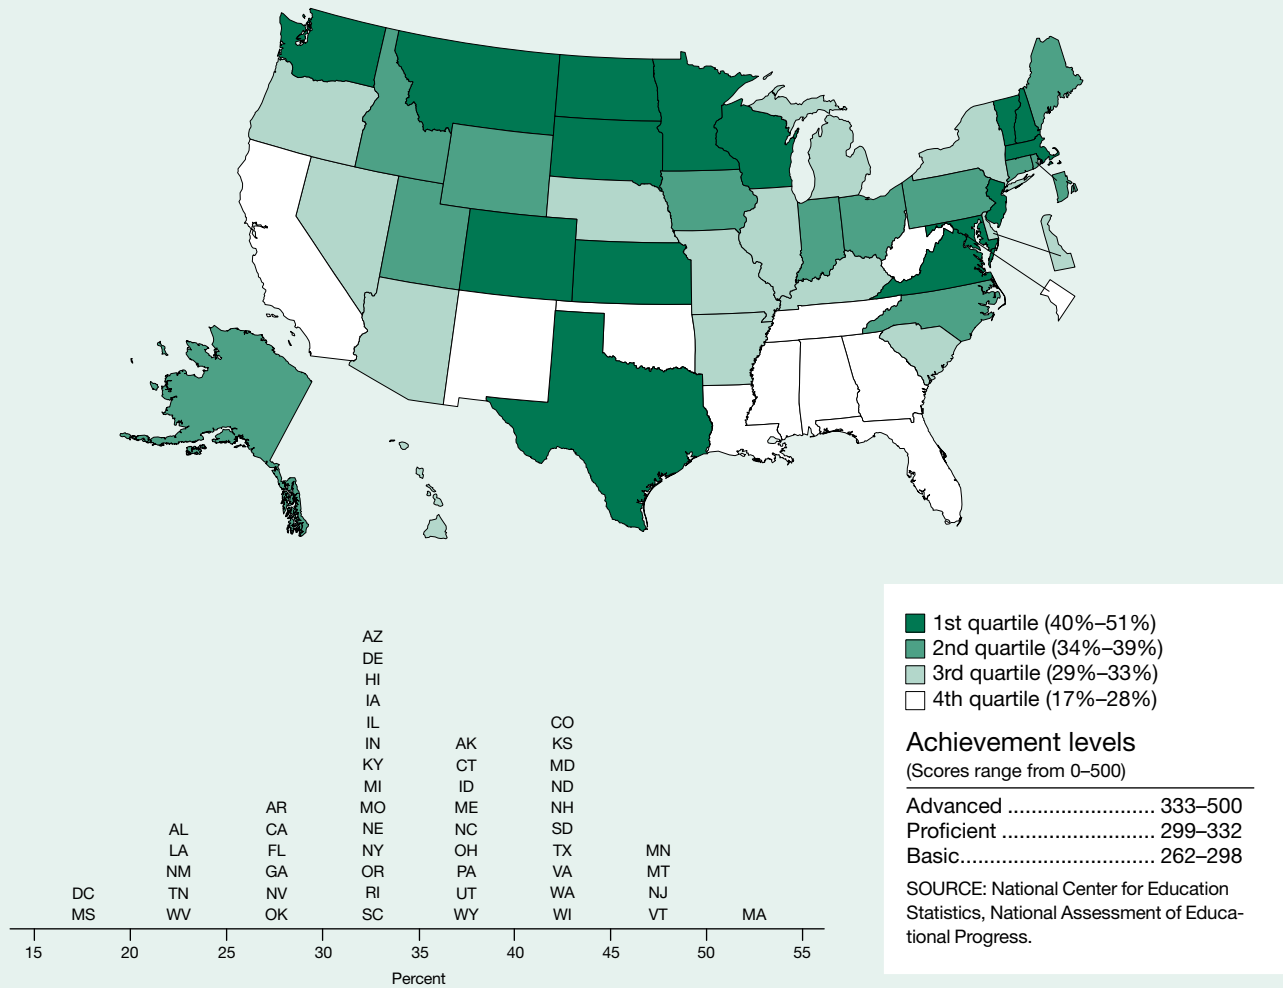 AZ
DE
HI
IA
IL CO
IN AK KS
KY CT MD
MI ID ND
AR MO ME NH
AL CA NE NC SD
LA FL NY OH TX MN
NM GA OR PA VA MT
DC TN NV RI UT WA NJ
MS WV OK SC WY WI VT MA
15 20 25 30 35 40 45 50 55
Percent
1st quartile (40%–51%)
2nd quartile (34%–39%)
3rd quartile (29%–33%)
4th quartile (17%–28%)
Achievement levels
(Scores range from 0–500)
Advanced .......................... 333–500
Proficient ........................... 299–332
Basic................................... 262–298
SOURCE: National Center for Education
Statistics, National Assessment of Educa-
tional Progress.